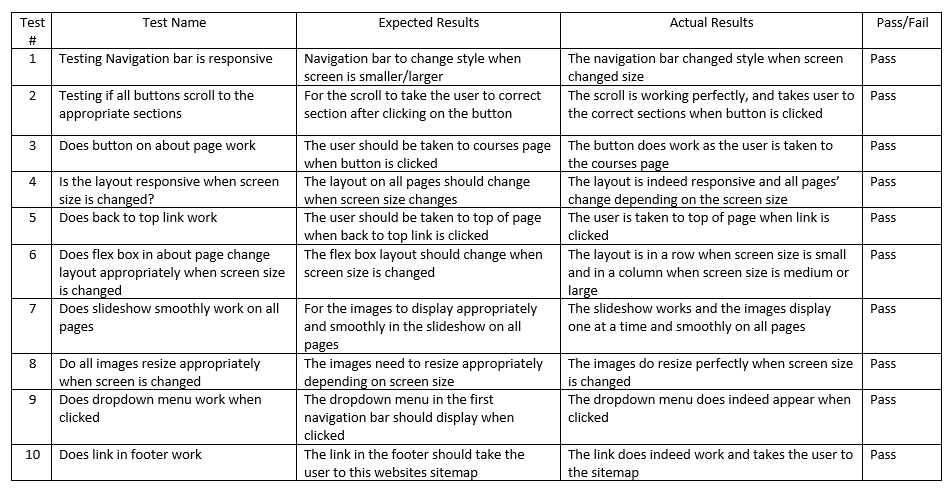 Test # Test Name Expected Results Actual Results Pass/Fail
1 Testing Navigation bar is responsive Navigation bar to change style when screen is smaller/larger The navigation bar changed style when screen changed size Pass
2 Testing if all buttons scroll to the appropriate sections For the scroll to take the user to correct section after clicking on the button The scroll is working perfectly, and takes user to the correct sections when button is clicked Pass
3 Does button on about page work The user should be taken to courses page when button is clicked The button does work as the user is taken to the courses page Pass
4 Is the layout responsive when screen size is changed? The layout on all pages should change when screen size changes The layout is indeed responsive and all pages’ change depending on the screen size Pass
5 Does back to top link work The user should be taken to top of page when back to top link is clicked The user is taken to top of page when link is clicked Pass
6 Does flex box in about page change layout appropriately when screen size is changed The flex box layout should change when screen size is changed The layout is in a row when screen size is small and in a column when screen size is medium or large Pass
7 Does slideshow smoothly work on all pages For the images to display appropriately and smoothly in the slideshow on all pages The slideshow works and the images display one at a time and smoothly on all pages Pass
8 Do all images resize appropriately when screen is changed The images need to resize appropriately depending on screen size The images do resize perfectly when screen size is changed Pass
9 Does dropdown menu work when clicked The dropdown menu in the first navigation bar should display when clicked The dropdown menu does indeed appear when clicked Pass
10 Does link in footer work The link in the footer should take the user to this websites sitemap The link does indeed work and takes the user to the sitemap Pass